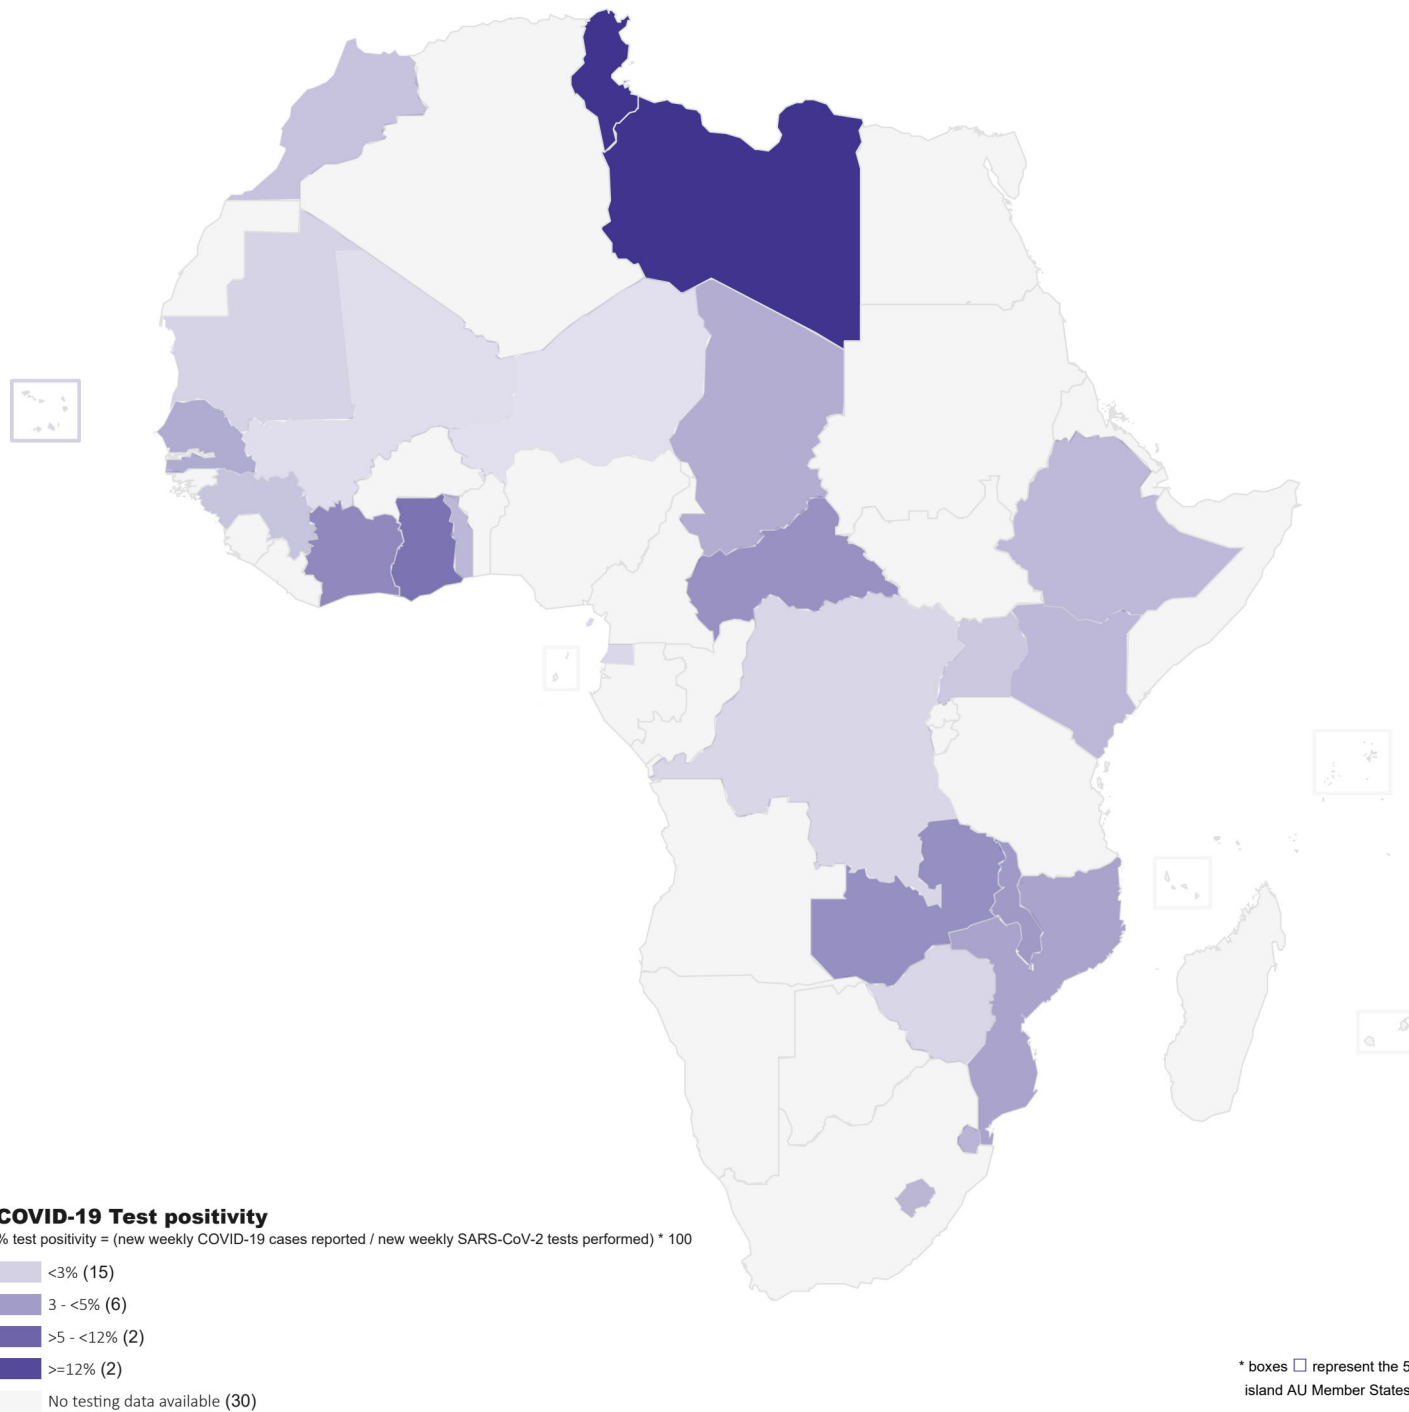 COVID-19 Test positivity
% test positivity = (new weekly COVID-19 cases reported / new weekly SARS-CoV-2 tests performed) * 100
<3% (15)
3 - <5% (6)
>5 - <12% (2)
>=12% (2)
No testing data available (30)
* boxes □ represent the 5
island AU Member States